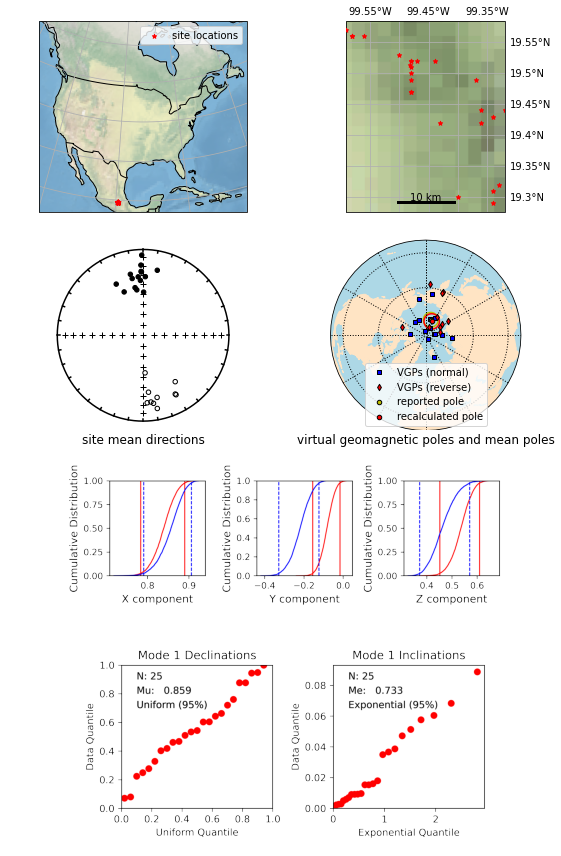 site locations
99.55°W 99.45°W 99.35°W
19.55°N
19.5°N
19.45°N
19.4°N
19.35°N
19.3°N
10 km
VGPs (normal)
VGPs (reverse)
reported pole
recalculated pole
site mean directions
virtual geomagnetic poles and mean poles
Cumulative Distribution
1.00
0.75
0.50
0.25
0.00
0.8 0.9
X component
Cumulative Distribution
1.00
0.75
0.50
0.25
0.00
−0.4 −0.2 0.0
Y component
Cumulative Distribution
1.00
0.75
0.50
0.25
0.00
0.4 0.5 0.6
Z component
Mode 1 Declinations
N: 25
Mu: 0.859
Uniform (95%)
Data Quantile
1.0
0.8
0.6
0.4
0.2
0.0
0.0 0.2 0.4 0.6 0.8 1.0
Uniform Quantile
Mode 1 Inclinations
N: 25
Me: 0.733
Exponential (95%)
Data Quantile
0.08
0.06
0.04
0.02
0.00
0 1 2
Exponential Quantile